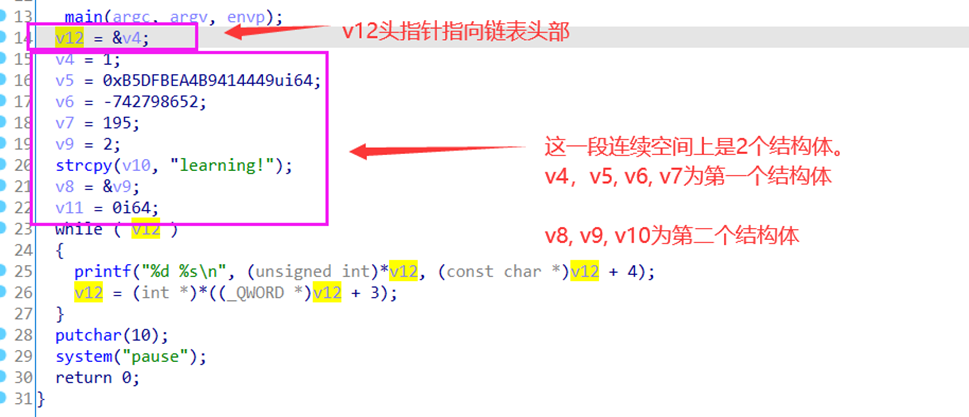 13 main(argc, argv, envp);
14 v12 = &v4;
v12头指针指向链表头部
15 v4 = 1;
16 v5 = 0xB5DFBEA4B9414449ui64;
17 v6 = -742798652;
18 v7 = 195;
19 v9 = 2;
20 strcpy(v10, "learning!");
21 v8 = &v9;
22 v11 = 0i64;
这一段连续空间上是2个结构体。
v4，v5, v6, v7为第一个结构体
v8, v9, v10为第二个结构体
23 while ( v12 )
24 {
25 printf("%d %s\n", (unsigned int)*v12, (const char *)v12 + 4);
26 v12 = (int *)*((_QWORD *)v12 + 3);
27 }
28 putchar(10);
29 system("pause");
30 return 0;
31 }